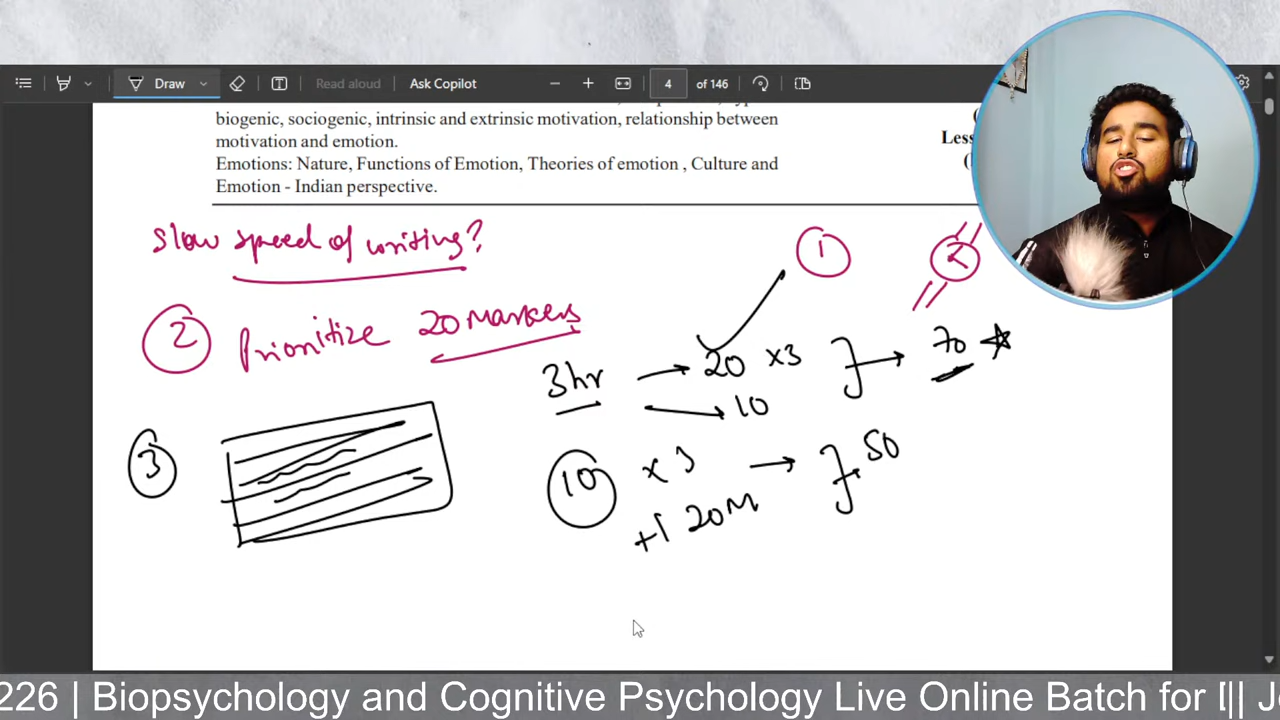 Draw
Read aloud
Ask Copilot
4 of 146
biogenic, sociogenic, intrinsic and extrinsic motivation, relationship between
motivation and emotion.
Less
Emotions: Nature, Functions of Emotion, Theories of emotion , Culture and
Emotion - Indian perspective.
Slow speed of writing?
1
2
2 Prioritize 20 Markers
3hr → 20 x3 } → 70
→ 10
3
10 x 3 → } 50
+1 20M
226 | Biopsychology and Cognitive Psychology Live Online Batch for